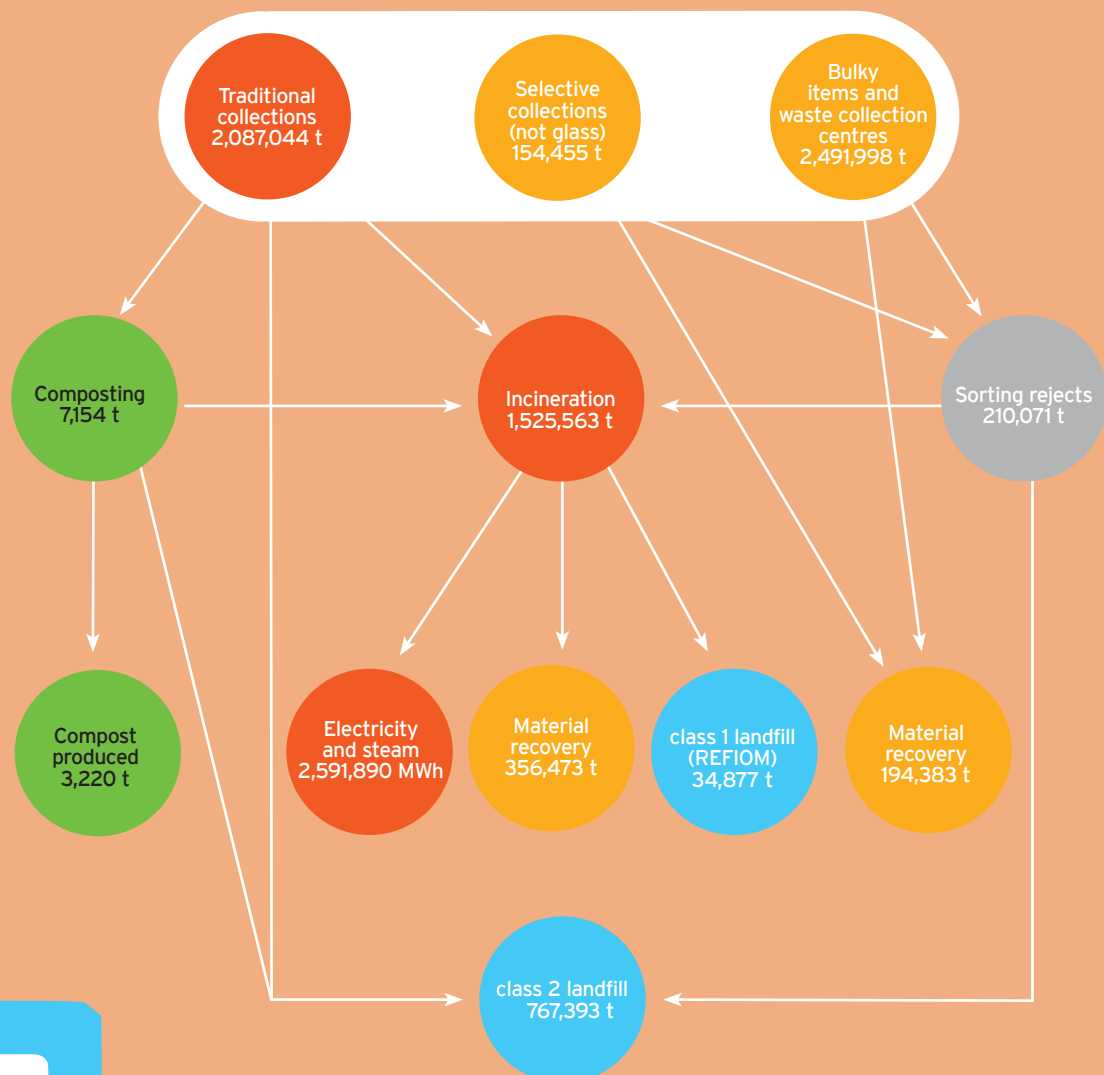 Traditional
collections
2,087,044 t
Selective
collections
(not glass)
154,455 t
Bulky
items and
waste collection
centres
2,491,998 t
Composting
7,154 t
Incineration
1,525,563 t
Sorting rejects
210,071 t
Compost
produced
3,220 t
Electricity
and steam
2,591,890 MWh
Material
recovery
356,473 t
class 1 landfill
(REFIOM)
34,877 t
Material
recovery
194,383 t
class 2 landfill
767,393 t